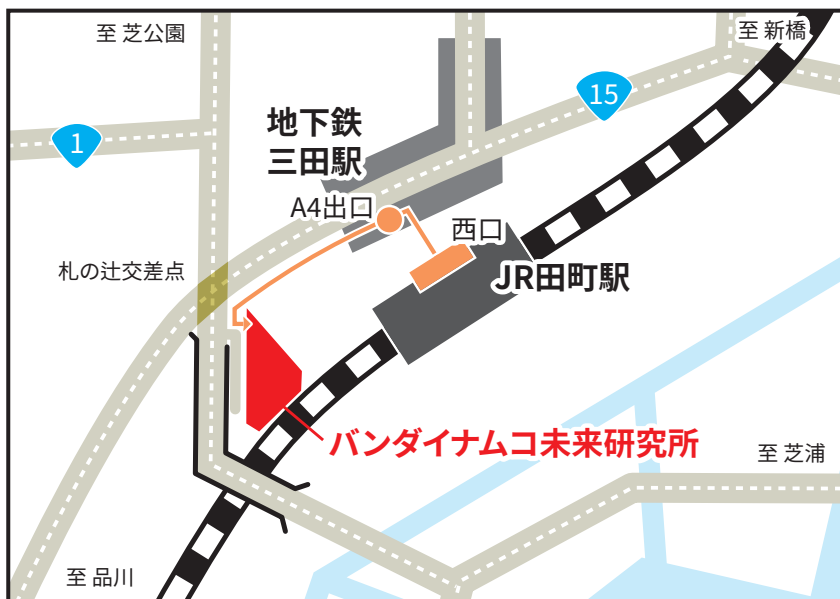 至 芝公園
至 新橋
15
1
地下鉄
三田駅
A4出口
西口
札の辻交差点
JR田町駅
バンダイナムコ未来研究所
至 芝浦
至 品川